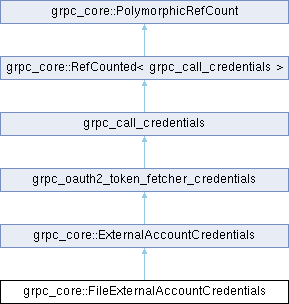 grpc_core::PolymorphicRefCount
grpc_core::RefCounted< grpc_call_credentials >
grpc_call_credentials
grpc_oauth2_token_fetcher_credentials
grpc_core::ExternalAccountCredentials
grpc_core::FileExternalAccountCredentials